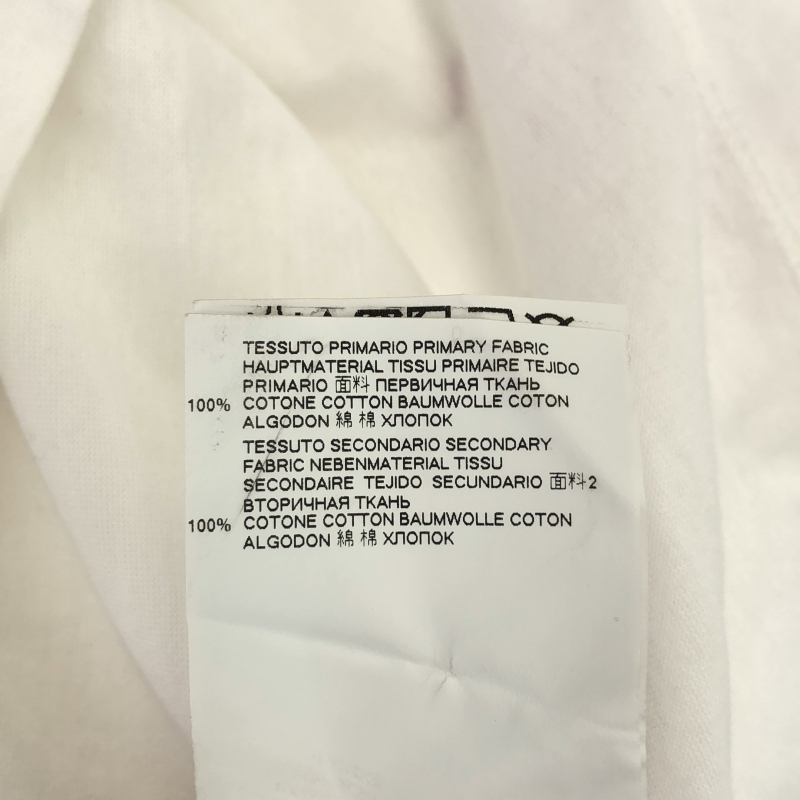 TESSUTO PRIMARIO PRIMARY FABRIC
HAUPTMATERIAL TISSU PRIMAIRE TEJIDO
PRIMARIO 面料 ПЕРВИЧНАЯ ТКАНЬ
100% COTONE COTTON BAUMWOLLE COTON
ALGODON 綿 棉 ХЛОПОК
TESSUTO SECONDARIO SECONDARY
FABRIC NEBENMATERIAL TISSU
SECONDAIRE TEJIDO SECUNDARIO 面料2
ВТОРИЧНАЯ ТКАНЬ
100% COTONE COTTON BAUMWOLLE COTON
ALGODON 綿 棉 ХЛОПОК